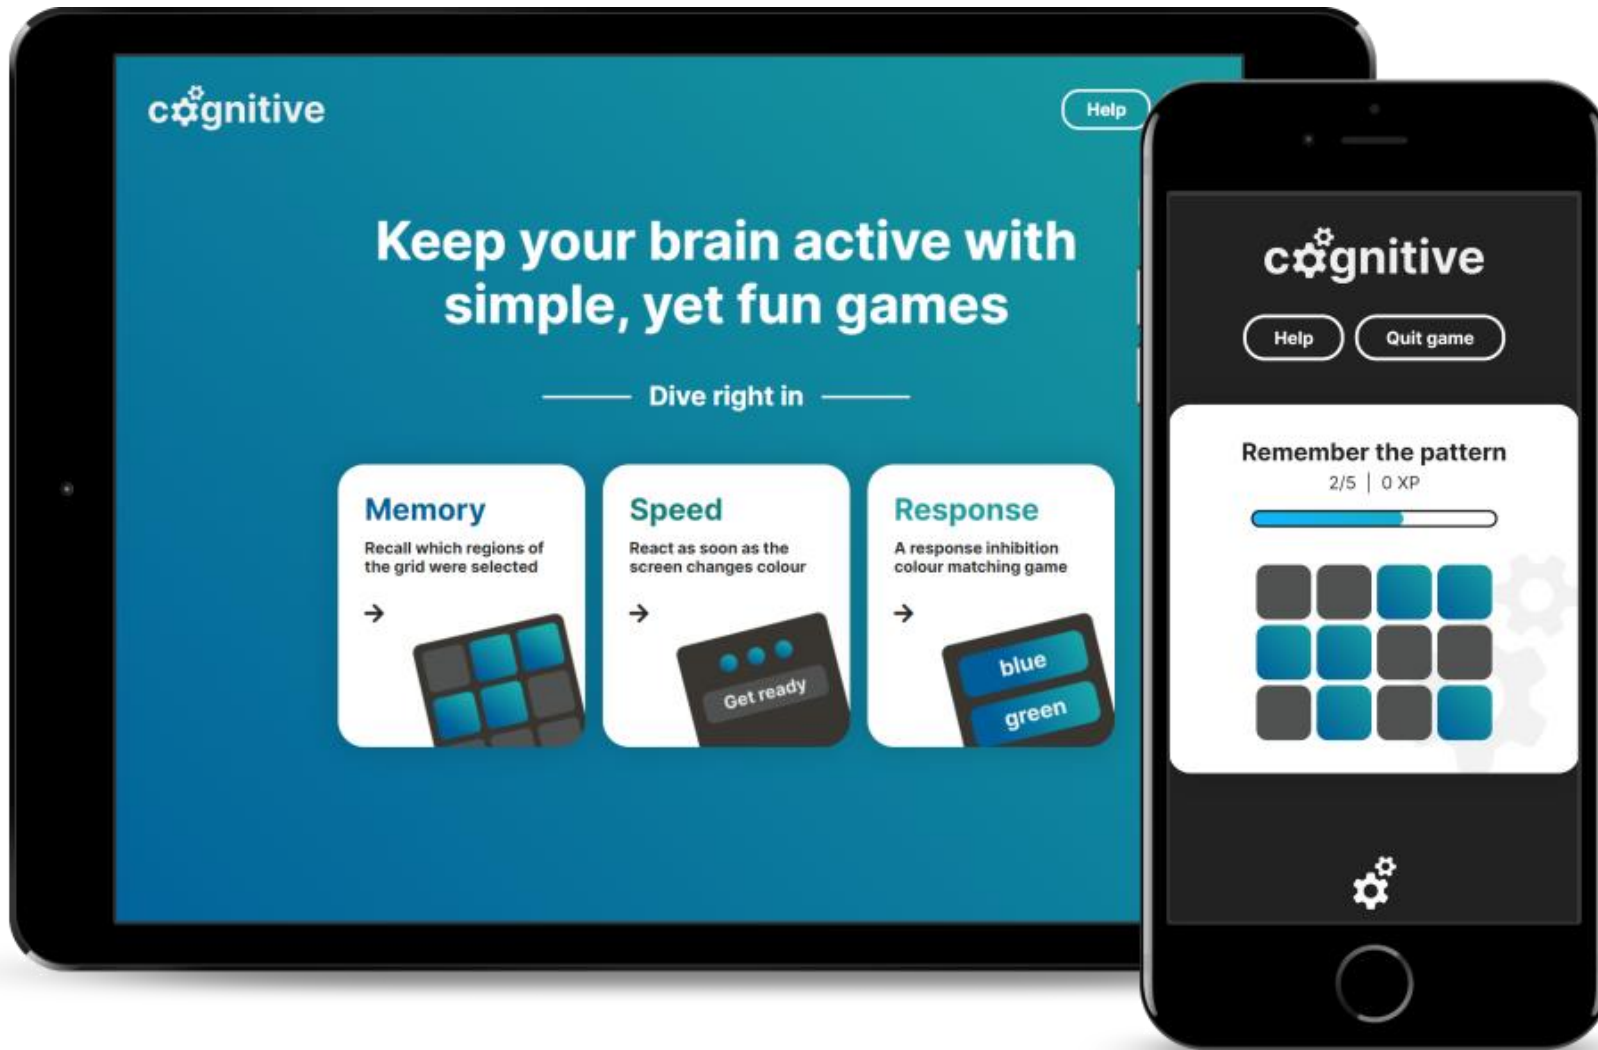 cognitive
Help
Keep your brain active with
simple, yet fun games
Dive right in
Memory
Recall which regions of
the grid were selected
Speed
React as soon as the
screen changes colour
Get ready
Response
A response inhibition
colour matching game
blue
green
cognitive
Help
Quit game
Remember the pattern
2/5 | 0 XP